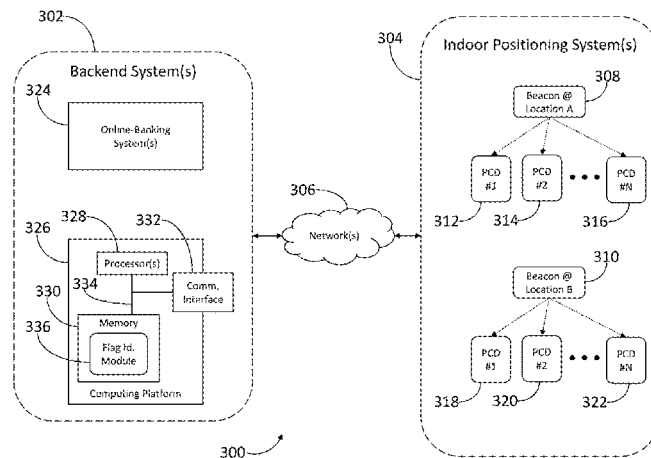 302
Backend System(s)
324
Online-Banking
System(s)
326
328
332
Processor(s)
334
Comm.
Interface
330
Memory
336
Flag Id.
Module
Computing Platform
306
Network(s)
304
Indoor Positioning System(s)
308
Beacon @
Location A
PCD
#1
PCD
#2
PCD
#N
312
314
316
310
Beacon @
Location B
PCD
#1
PCD
#2
PCD
#N
318
320
322
300